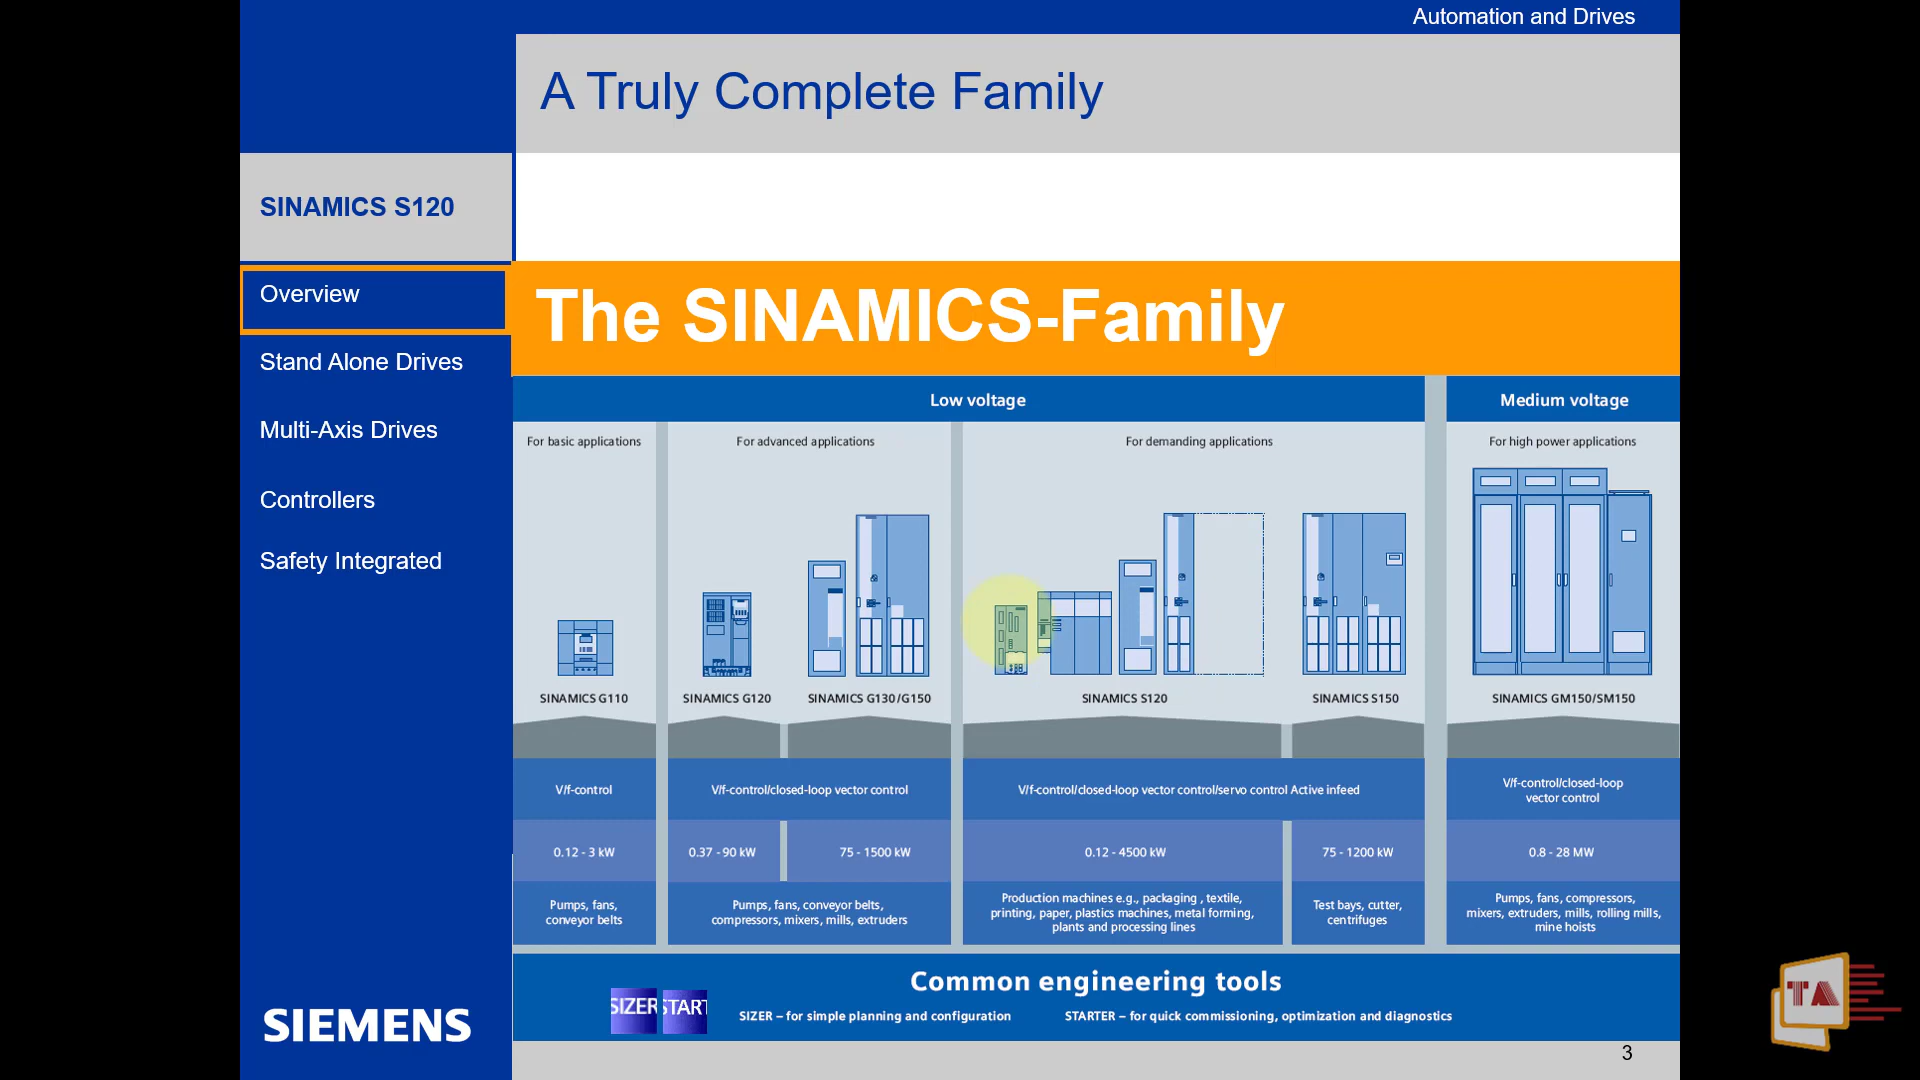 Automation and Drives
A Truly Complete Family
SINAMICS S120
Overview
Stand Alone Drives
Multi-Axis Drives
Controllers
Safety Integrated
SIEMENS
The SINAMICS-Family
Low voltage
Medium voltage
For basic applications
For advanced applications
For demanding applications
For high power applications
SINAMICS G110
SINAMICS G120
SINAMICS G130/G150
SINAMICS S120
SINAMICS S150
SINAMICS GM150/SM150
V/f-control
V/f-control/closed-loop vector control
V/f-control/closed-loop vector control/servo control Active infeed
V/f-control/closed-loop
vector control
0.12 - 3 kW
0.37 - 90 kW
75 - 1500 kW
0.12 - 4500 kW
75 - 1200 kW
0.8 - 28 MW
Pumps, fans,
conveyor belts
Pumps, fans, conveyor belts,
compressors, mixers, mills, extruders
Production machines e.g., packaging , textile,
printing, paper, plastics machines, metal forming,
plants and processing lines
Test bays, cutter,
centrifuges
Pumps, fans, compressors,
mixers, extruders, mills, rolling mills,
mine hoists
Common engineering tools
SIZER
START
SIZER – for simple planning and configuration
STARTER – for quick commissioning, optimization and diagnostics
3
TA